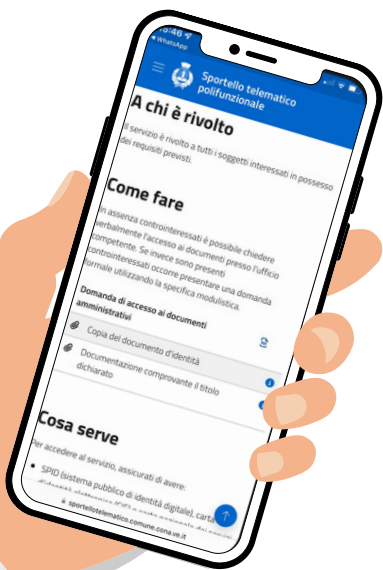 15:46
WhatsApp
Sportello telematico
polifunzionale
A chi è rivolto
Il servizio è rivolto a tutti i soggetti interessati in possesso
dei requisiti previsti.
Come fare
In assenza controinteressati è possibile chiedere
verbalmente l'accesso ai documenti presso l'ufficio
competente. Se invece sono presenti
controinteressati occorre presentare una domanda
formale utilizzando la specifica modulistica.
Domanda di accesso ai documenti
amministrativi
Copia del documento d'identità
Documentazione comprovante il titolo
dichiarato
Cosa serve
Per accedere al servizio, assicurati di avere:
SPID (sistema pubblico di identità digitale), carta
sportellotelematico.comune.cona.ve.it